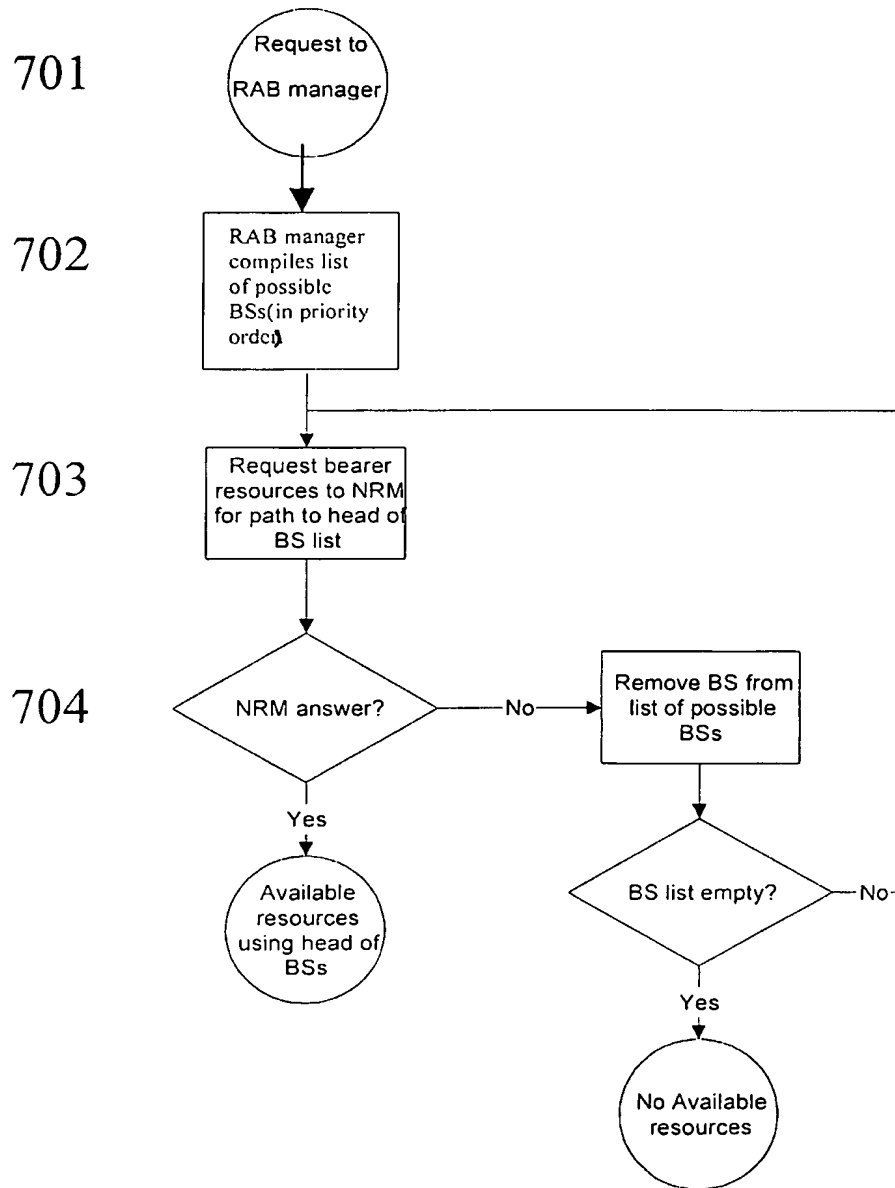 701
Request to
RAB manager
702
RAB manager
compiles list
of possible
BSs(in priority
order)
703
Request bearer
resources to NRM
for path to head of
BS list
704
NRM answer?
No
Remove BS from
list of possible
BSs
Yes
Available
resources
using head of
BSs
BS list empty?
No
Yes
No Available
resources